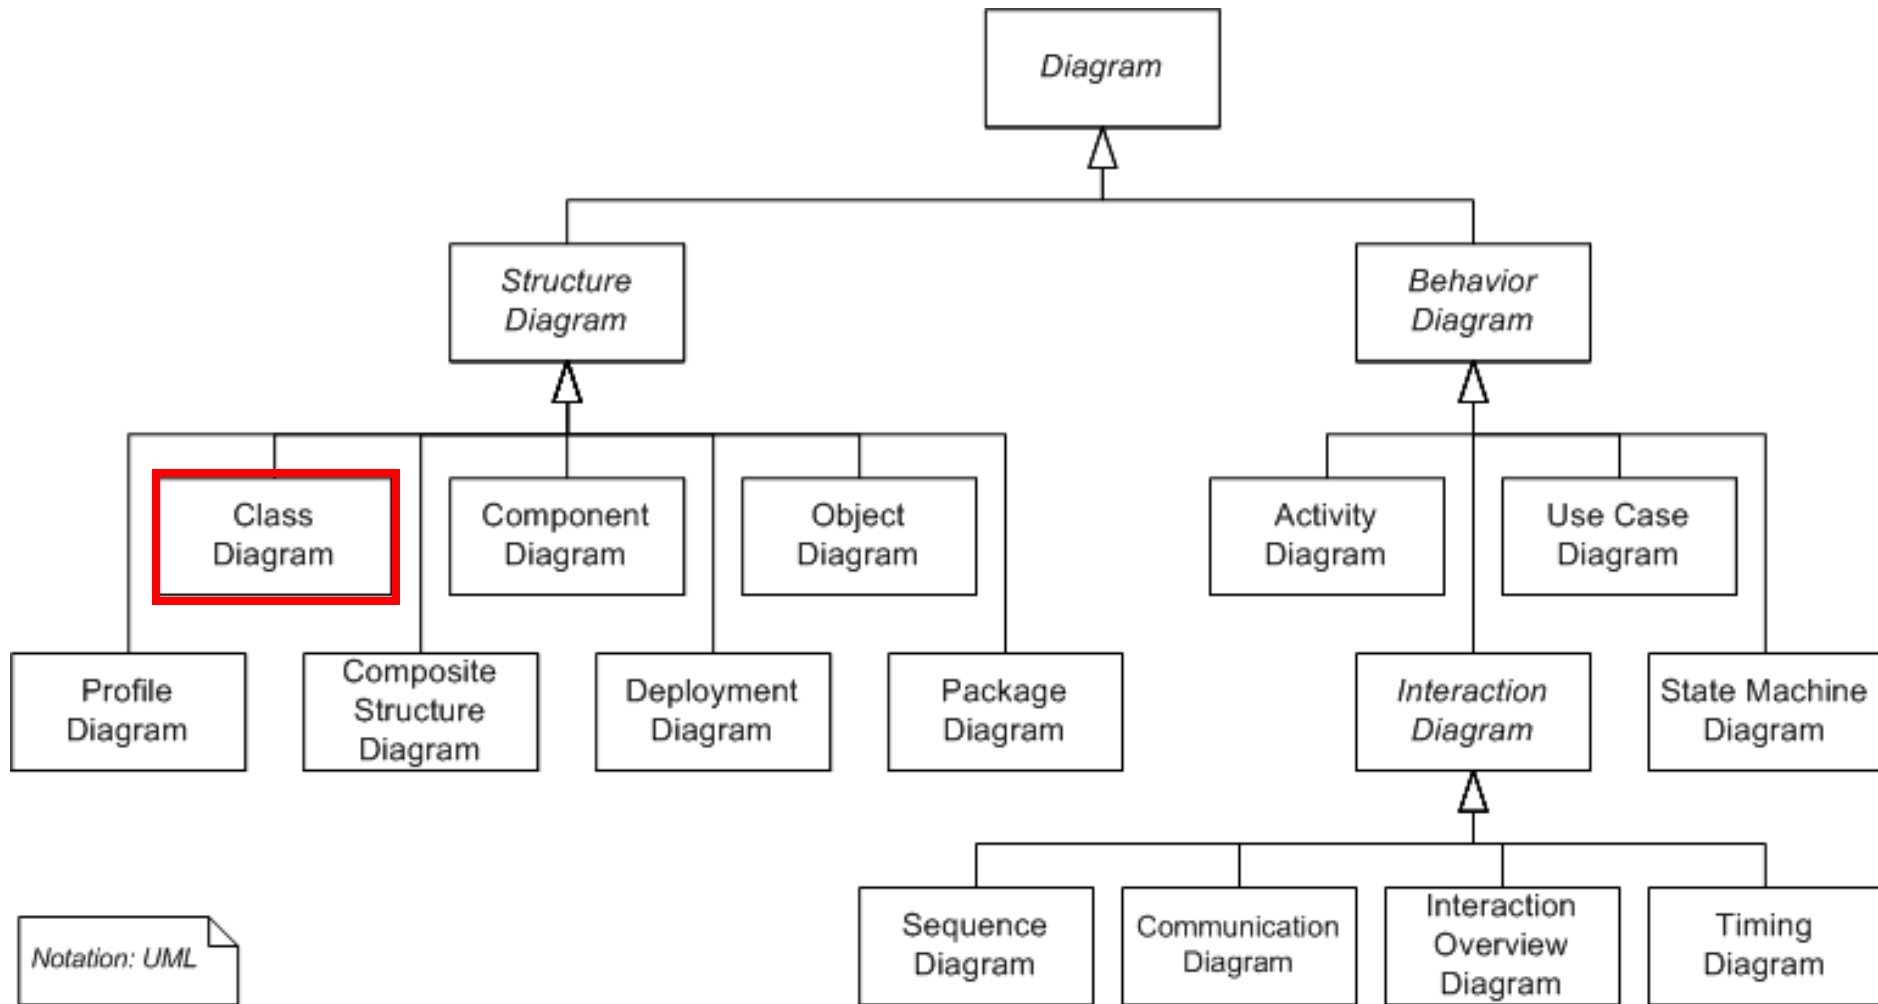 Diagram
Structure
Diagram
Behavior
Diagram
Class
Diagram
Component
Diagram
Object
Diagram
Activity
Diagram
Use Case
Diagram
Profile
Diagram
Composite
Structure
Diagram
Deployment
Diagram
Package
Diagram
Interaction
Diagram
State Machine
Diagram
Sequence
Diagram
Communication
Diagram
Interaction
Overview
Diagram
Timing
Diagram
Notation: UML